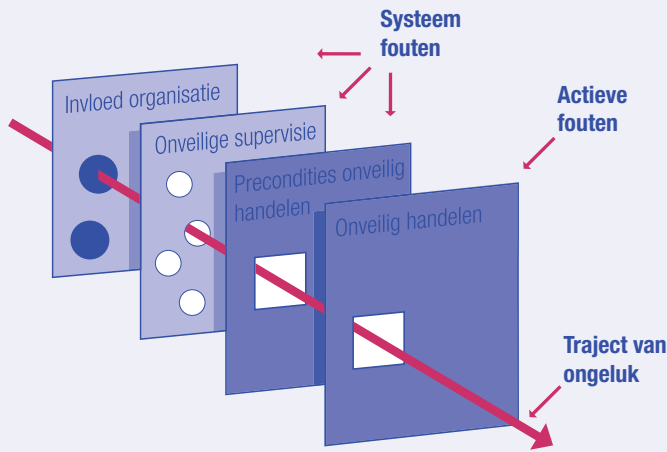 Systeem
fouten
Invloed organisatie
Onveilige supervisie
Precondities onveilig
handelen
Onveilig handelen
Actieve
fouten
Traject van
ongeluk